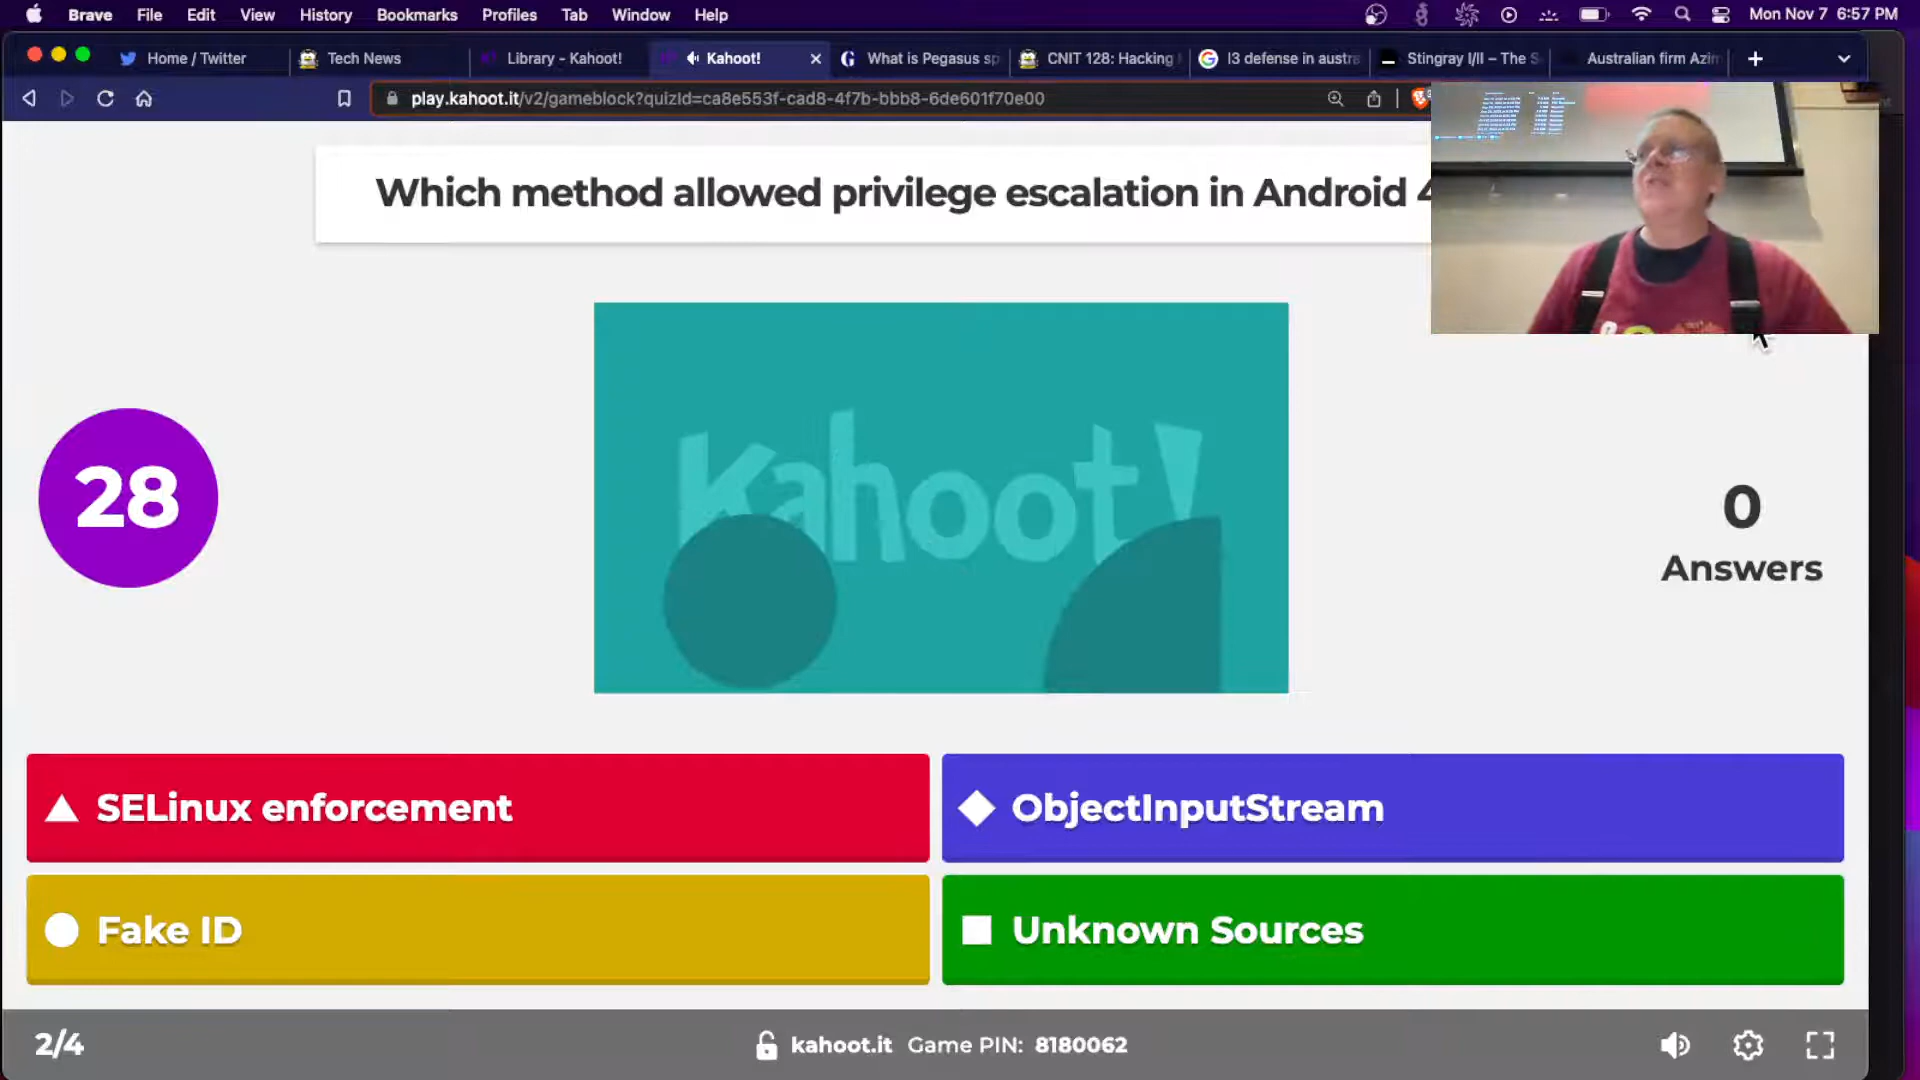 Brave File Edit View History Bookmarks Profiles Tab Window Help Mon Nov 7 6:57 PM
Home / Twitter Tech News Library - Kahoot! Kahoot! What is Pegasus sp CNIT 128: Hacking I3 defense in austra Stingray I/II – The S Australian firm Azim
play.kahoot.it/v2/gameblock?quizId=ca8e553f-cad8-4f7b-bbb8-6de601f70e00
Which method allowed privilege escalation in Android 4
Kahoot!
28
0
Answers
SELinux enforcement
ObjectInputStream
Fake ID
Unknown Sources
2/4
kahoot.it Game PIN: 8180062